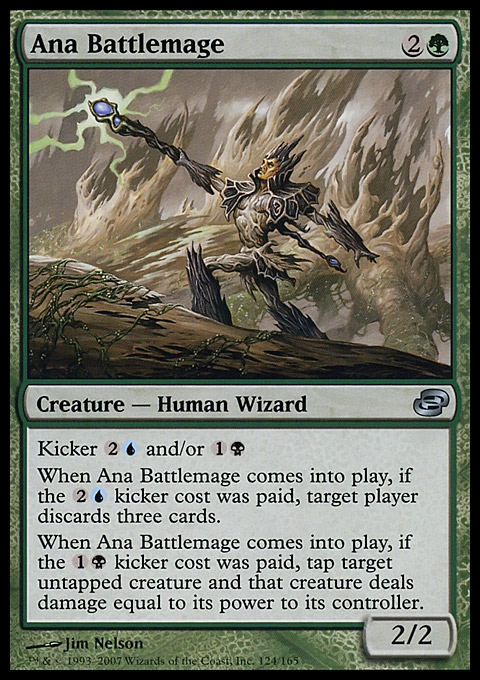 Ana Battlemage 2
Creature — Human Wizard
Kicker 2 and/or 1
When Ana Battlemage comes into play, if
the 2 kicker cost was paid, target player
discards three cards.
When Ana Battlemage comes into play, if
the 1 kicker cost was paid, tap target
untapped creature and that creature deals
damage equal to its power to its controller.
2/2
Jim Nelson
™ & © 1993–2007 Wizards of the Coast, Inc. 124/165